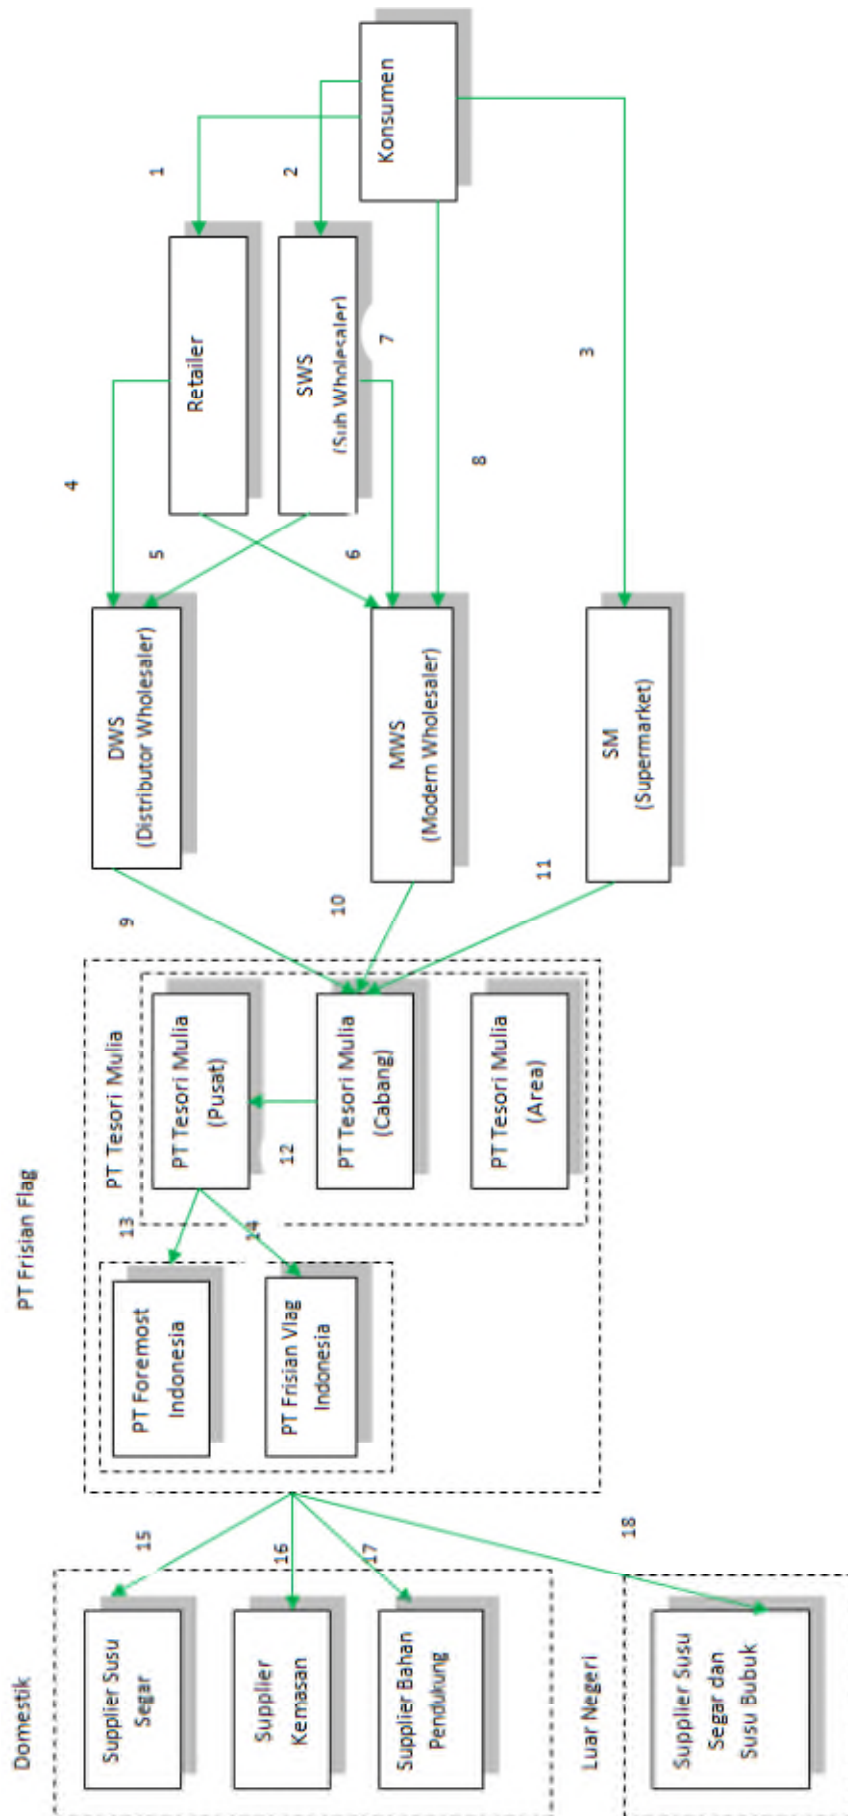 PT Frisian Flag
Domestik
Supplier Susu
Segar
Supplier
Kemasan
Supplier Bahan
Pendukung
Luar Negeri
Supplier Susu
Segar dan
Susu Bubuk
15
16
17
18
PT Foremost
Indonesia
PT Frisian Vlag
Indonesia
13
14
PT Tesori Mulia
PT Tesori Mulia
(Pusat)
12
PT Tesori Mulia
(Cabang)
PT Tesori Mulia
(Area)
9
10
11
DWS
(Distributor Wholesaler)
MWS
(Modern Wholesaler)
SM
(Supermarket)
4
5
6
7
8
3
Retailer
SWS
(Sub Wholesaler)
1
2
Konsumen